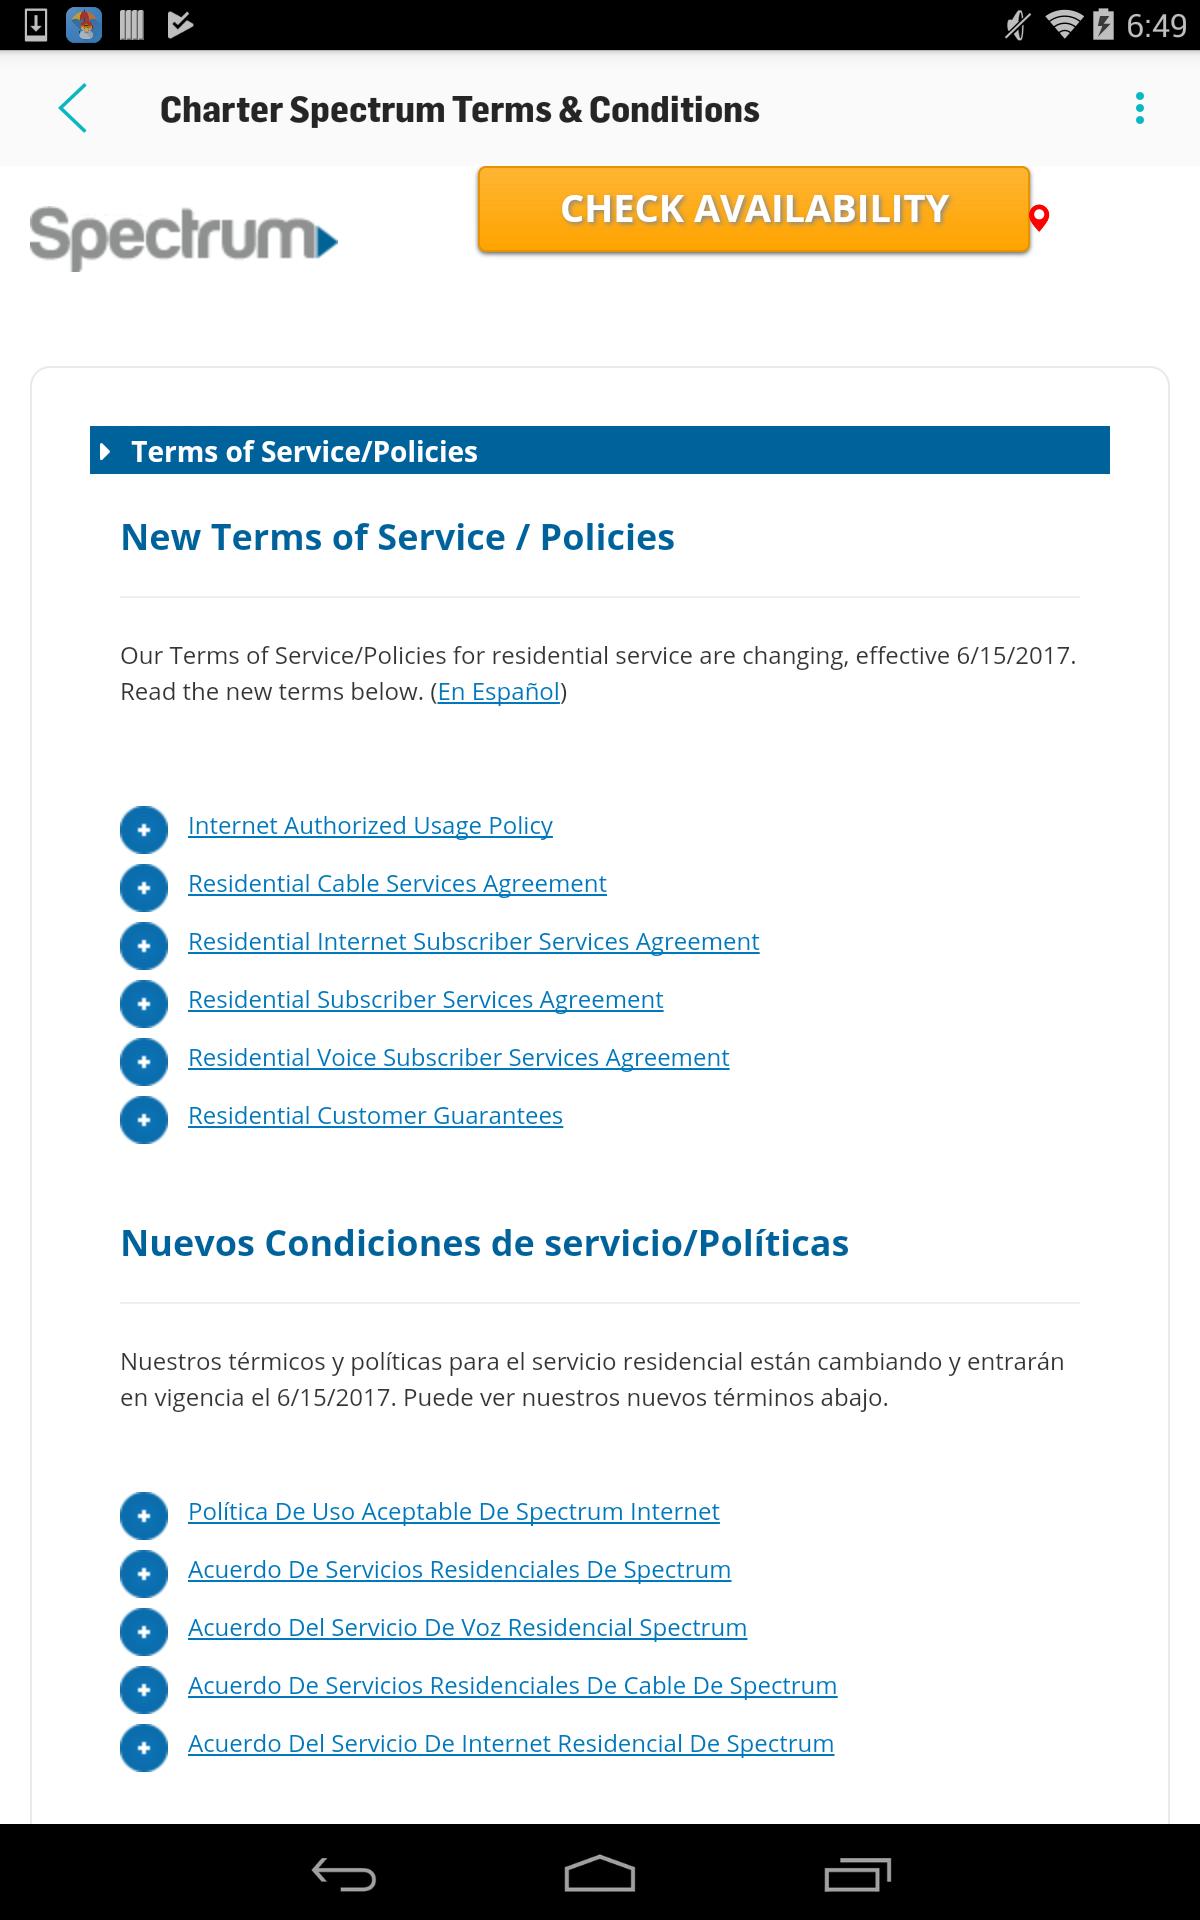 6:49
Charter Spectrum Terms & Conditions
Spectrum
CHECK AVAILABILITY
Terms of Service/Policies
New Terms of Service / Policies
Our Terms of Service/Policies for residential service are changing, effective 6/15/2017.
Read the new terms below. (En Español)
Internet Authorized Usage Policy
Residential Cable Services Agreement
Residential Internet Subscriber Services Agreement
Residential Subscriber Services Agreement
Residential Voice Subscriber Services Agreement
Residential Customer Guarantees
Nuevos Condiciones de servicio/Políticas
Nuestros térmicos y políticas para el servicio residencial están cambiando y entrarán
en vigencia el 6/15/2017. Puede ver nuestros nuevos términos abajo.
Política De Uso Aceptable De Spectrum Internet
Acuerdo De Servicios Residenciales De Spectrum
Acuerdo Del Servicio De Voz Residencial Spectrum
Acuerdo De Servicios Residenciales De Cable De Spectrum
Acuerdo Del Servicio De Internet Residencial De Spectrum